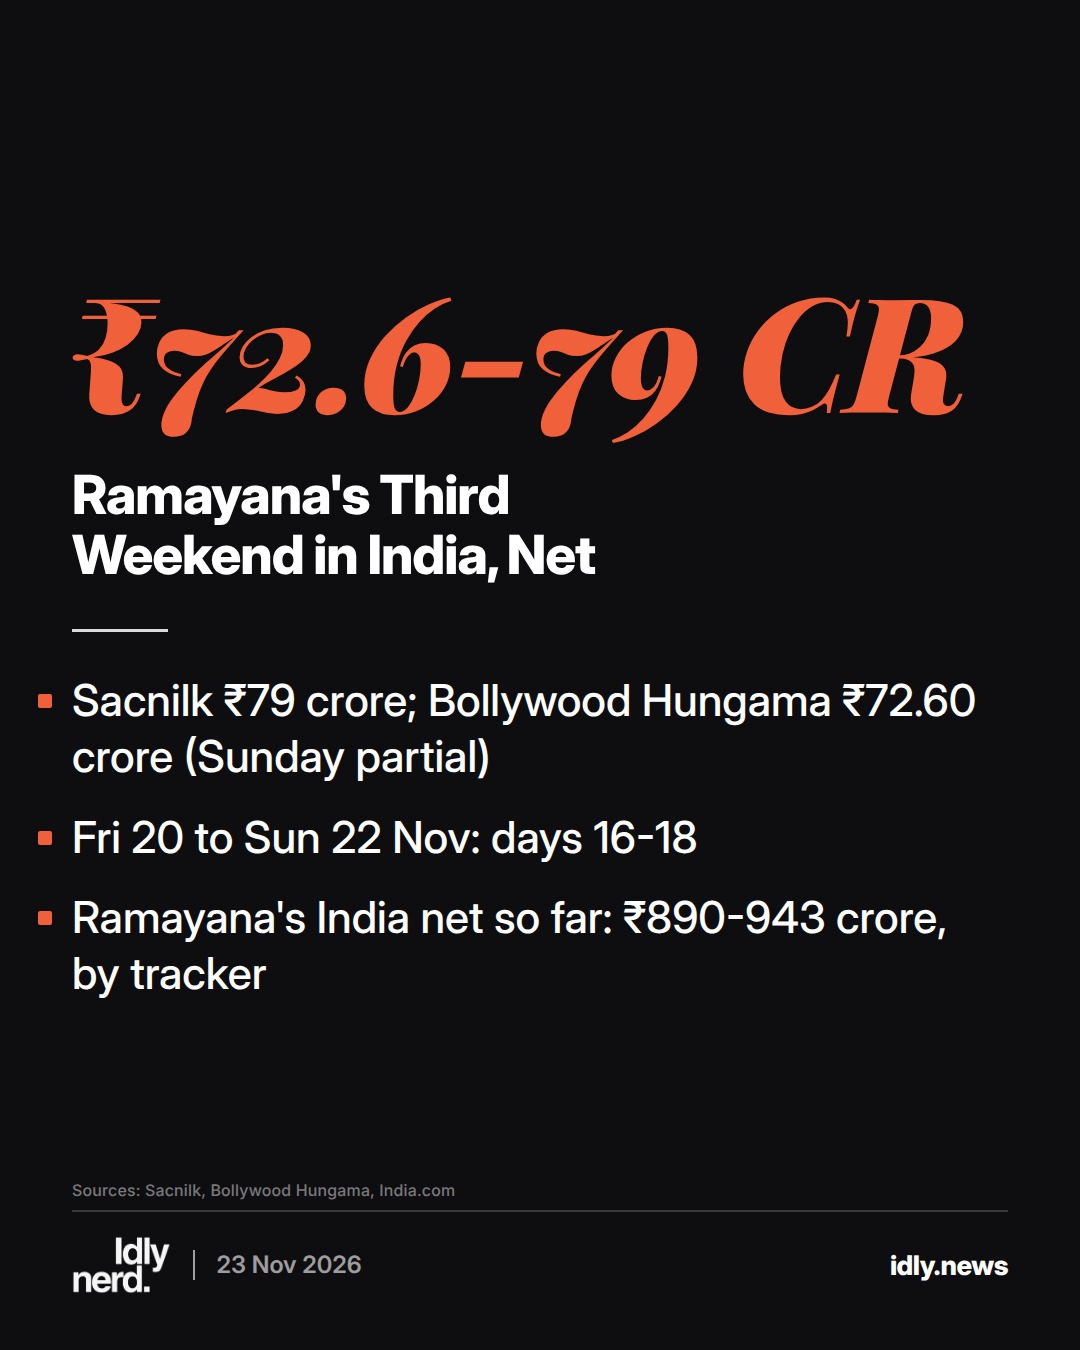 ₹72.6–79 CR
Ramayana's Third
Weekend in India, Net
Sacnilk ₹79 crore; Bollywood Hungama ₹72.60
crore (Sunday partial)
Fri 20 to Sun 22 Nov: days 16-18
Ramayana's India net so far: ₹890-943 crore,
by tracker
Sources: Sacnilk, Bollywood Hungama, India.com
Idly
nerd.
23 Nov 2026
idly.news